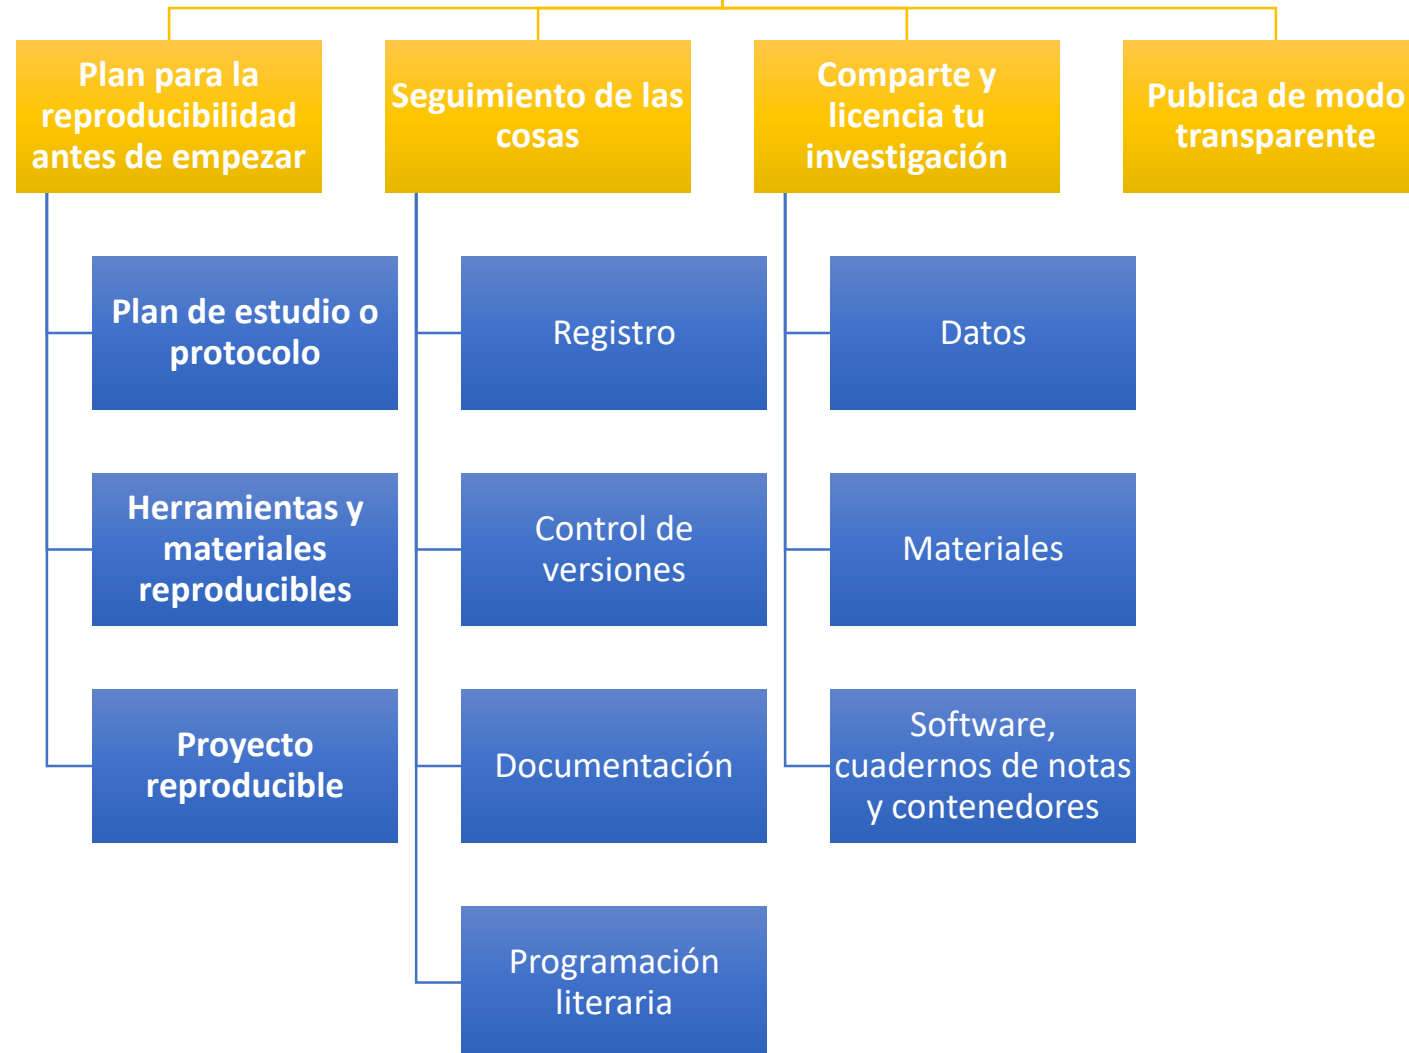 Plan para la
reproducibilidad
antes de empezar
Plan de estudio o
protocolo
Herramientas y
materiales
reproducibles
Proyecto
reproducible
Seguimiento de las
cosas
Registro
Control de
versiones
Documentación
Programación
literaria
Comparte y
licencia tu
investigación
Datos
Materiales
Software,
cuadernos de notas
y contenedores
Publica de modo
transparente